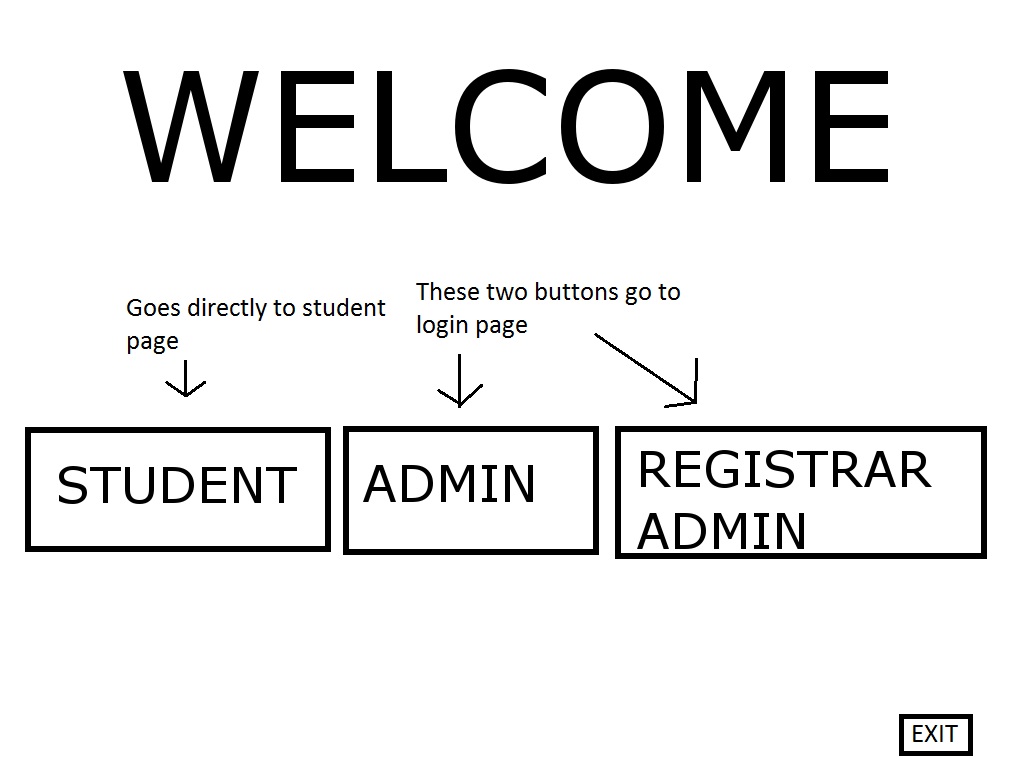 WELCOME
Goes directly to student
page
These two buttons go to
login page
STUDENT
ADMIN
REGISTRAR
ADMIN
EXIT